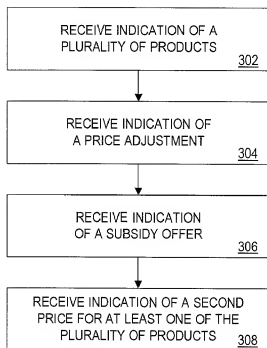 RECEIVE INDICATION OF A
PLURALITY OF PRODUCTS
302
RECEIVE INDICATION OF
A PRICE ADJUSTMENT
304
RECEIVE INDICATION
OF A SUBSIDY OFFER
306
RECEIVE INDICATION OF A SECOND
PRICE FOR AT LEAST ONE OF THE
PLURALITY OF PRODUCTS
308